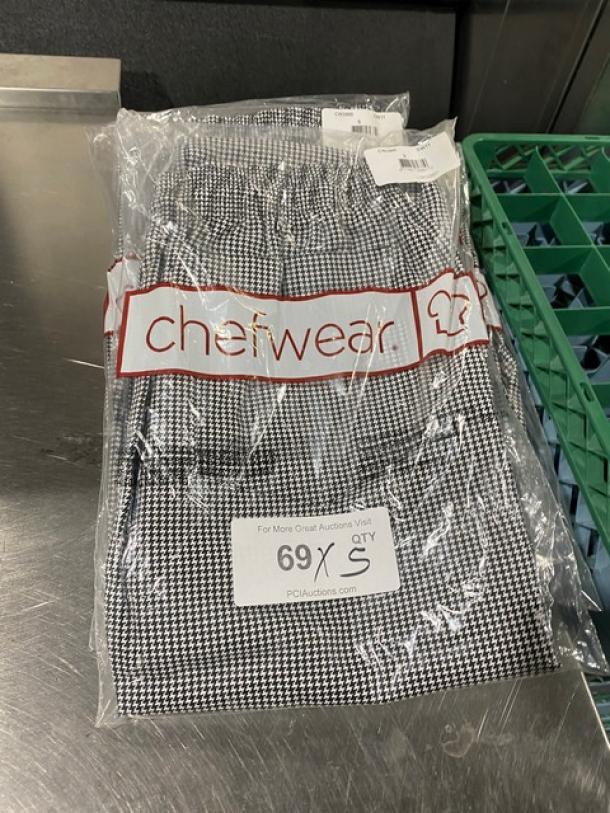 chefwear.
For More Great Auctions Visit
69 X 5
QTY
PCIAuctions.com